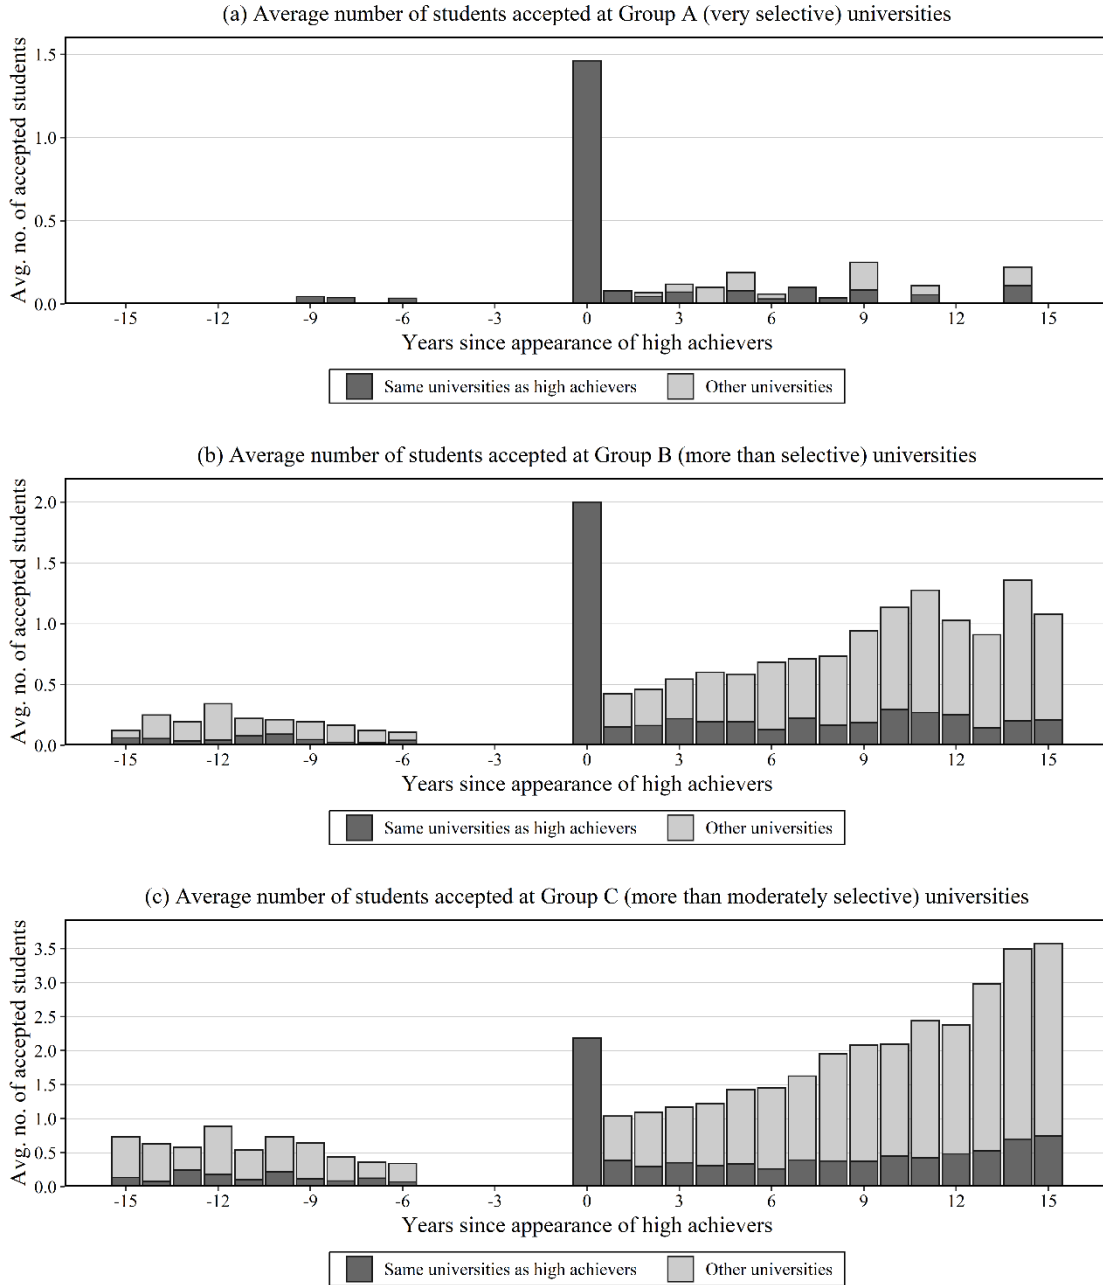 (a) Average number of students accepted at Group A (very selective) universities
Avg. no. of accepted students
1.5
1.0
0.5
0.0
-15 -12 -9 -6 -3 0 3 6 9 12 15
Years since appearance of high achievers
Same universities as high achievers Other universities
(b) Average number of students accepted at Group B (more than selective) universities
Avg. no. of accepted students
2.0
1.5
1.0
0.5
0.0
-15 -12 -9 -6 -3 0 3 6 9 12 15
Years since appearance of high achievers
Same universities as high achievers Other universities
(c) Average number of students accepted at Group C (more than moderately selective) universities
Avg. no. of accepted students
3.5
3.0
2.5
2.0
1.5
1.0
0.5
0.0
-15 -12 -9 -6 -3 0 3 6 9 12 15
Years since appearance of high achievers
Same universities as high achievers Other universities